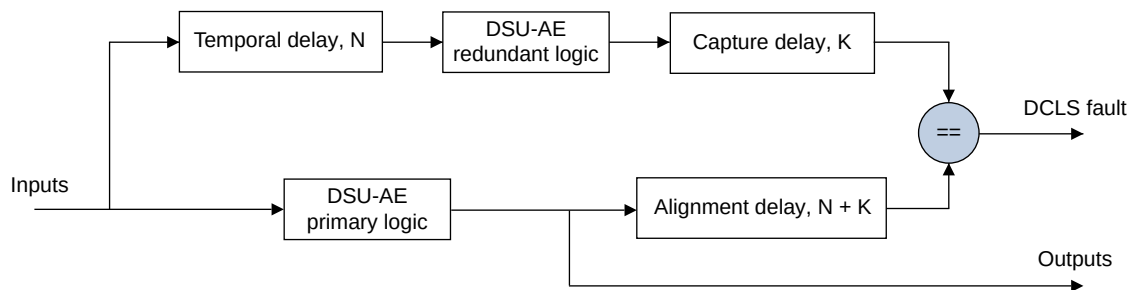 Temporal delay, N
DSU-AE
redundant logic
Capture delay, K
DCLS fault
==
Inputs
DSU-AE
primary logic
Alignment delay, N + K
Outputs